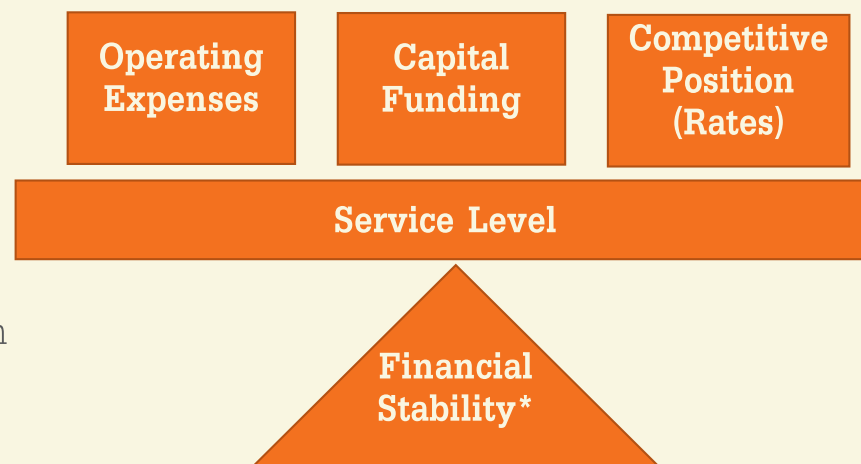 Operating
Expenses
Capital
Funding
Competitive
Position
(Rates)
Service Level
Financial
Stability*